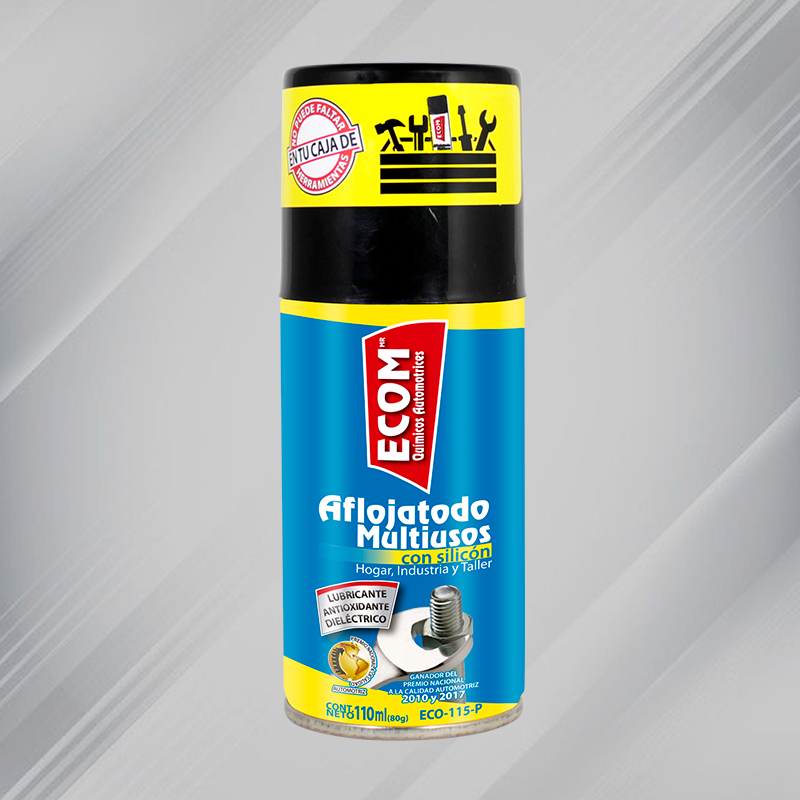 NO PUEDE FALTAR
EN TU CAJA DE
HERRAMIENTAS
ECOM
ECOM MR
Químicos Automotrices
Aflojatodo
Multiusos
con silicón
Hogar, Industria y Taller
LUBRICANTE
ANTIOXIDANTE
DIELÉCTRICO
AUTOMOTRIZ
GANADOR DEL
PREMIO NACIONAL
A LA CALIDAD AUTOMOTRIZ
2010 y 2017
CONT.
NETO 110ml (80g)
ECO-115-P